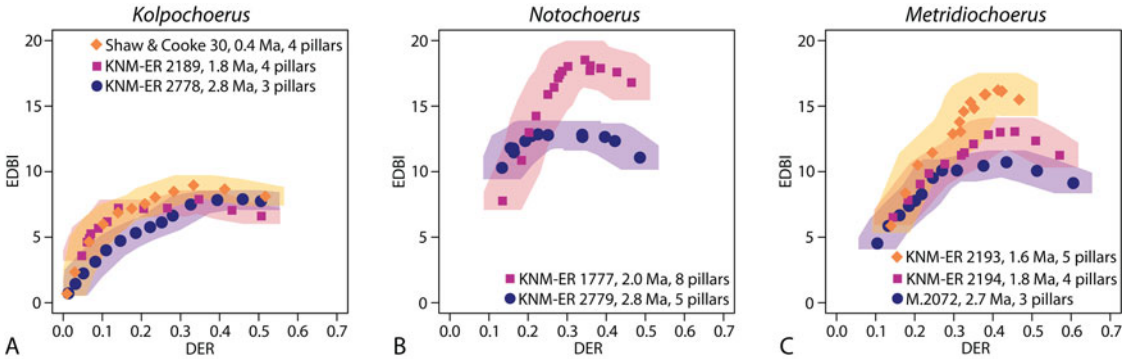 Kolpochoerus
Notochoerus
Metridiochoerus
20
15
10
5
0
EDBI
Shaw & Cooke 30, 0.4 Ma, 4 pillars
KNM-ER 2189, 1.8 Ma, 4 pillars
KNM-ER 2778, 2.8 Ma, 3 pillars
0.0 0.1 0.2 0.3 0.4 0.5 0.6 0.7
DER
A
20
15
10
5
0
EDBI
KNM-ER 1777, 2.0 Ma, 8 pillars
KNM-ER 2779, 2.8 Ma, 5 pillars
0.0 0.1 0.2 0.3 0.4 0.5 0.6 0.7
DER
B
20
15
10
5
0
EDBI
KNM-ER 2193, 1.6 Ma, 5 pillars
KNM-ER 2194, 1.8 Ma, 4 pillars
M.2072, 2.7 Ma, 3 pillars
0.0 0.1 0.2 0.3 0.4 0.5 0.6 0.7
DER
C